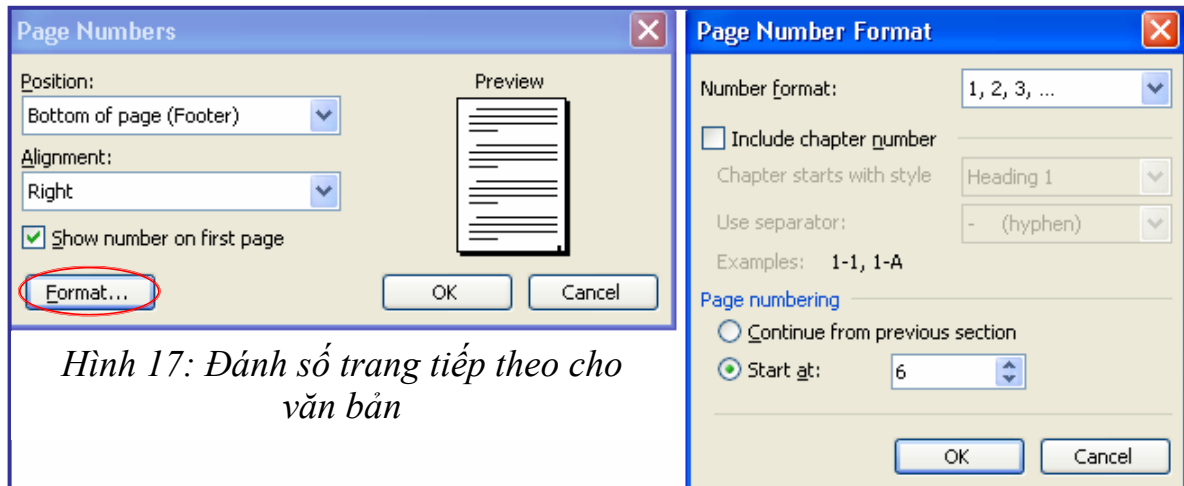 Page Numbers
Position:
Preview
Bottom of page (Footer)
Alignment:
Right
Show number on first page
Format...
OK
Cancel
Hình 17: Đánh số trang tiếp theo cho
văn bản
Page Number Format
Number format:
1, 2, 3, ...
Include chapter number
Chapter starts with style
Heading 1
Use separator:
- (hyphen)
Examples: 1-1, 1-A
Page numbering
Continue from previous section
Start at:
6
OK
Cancel